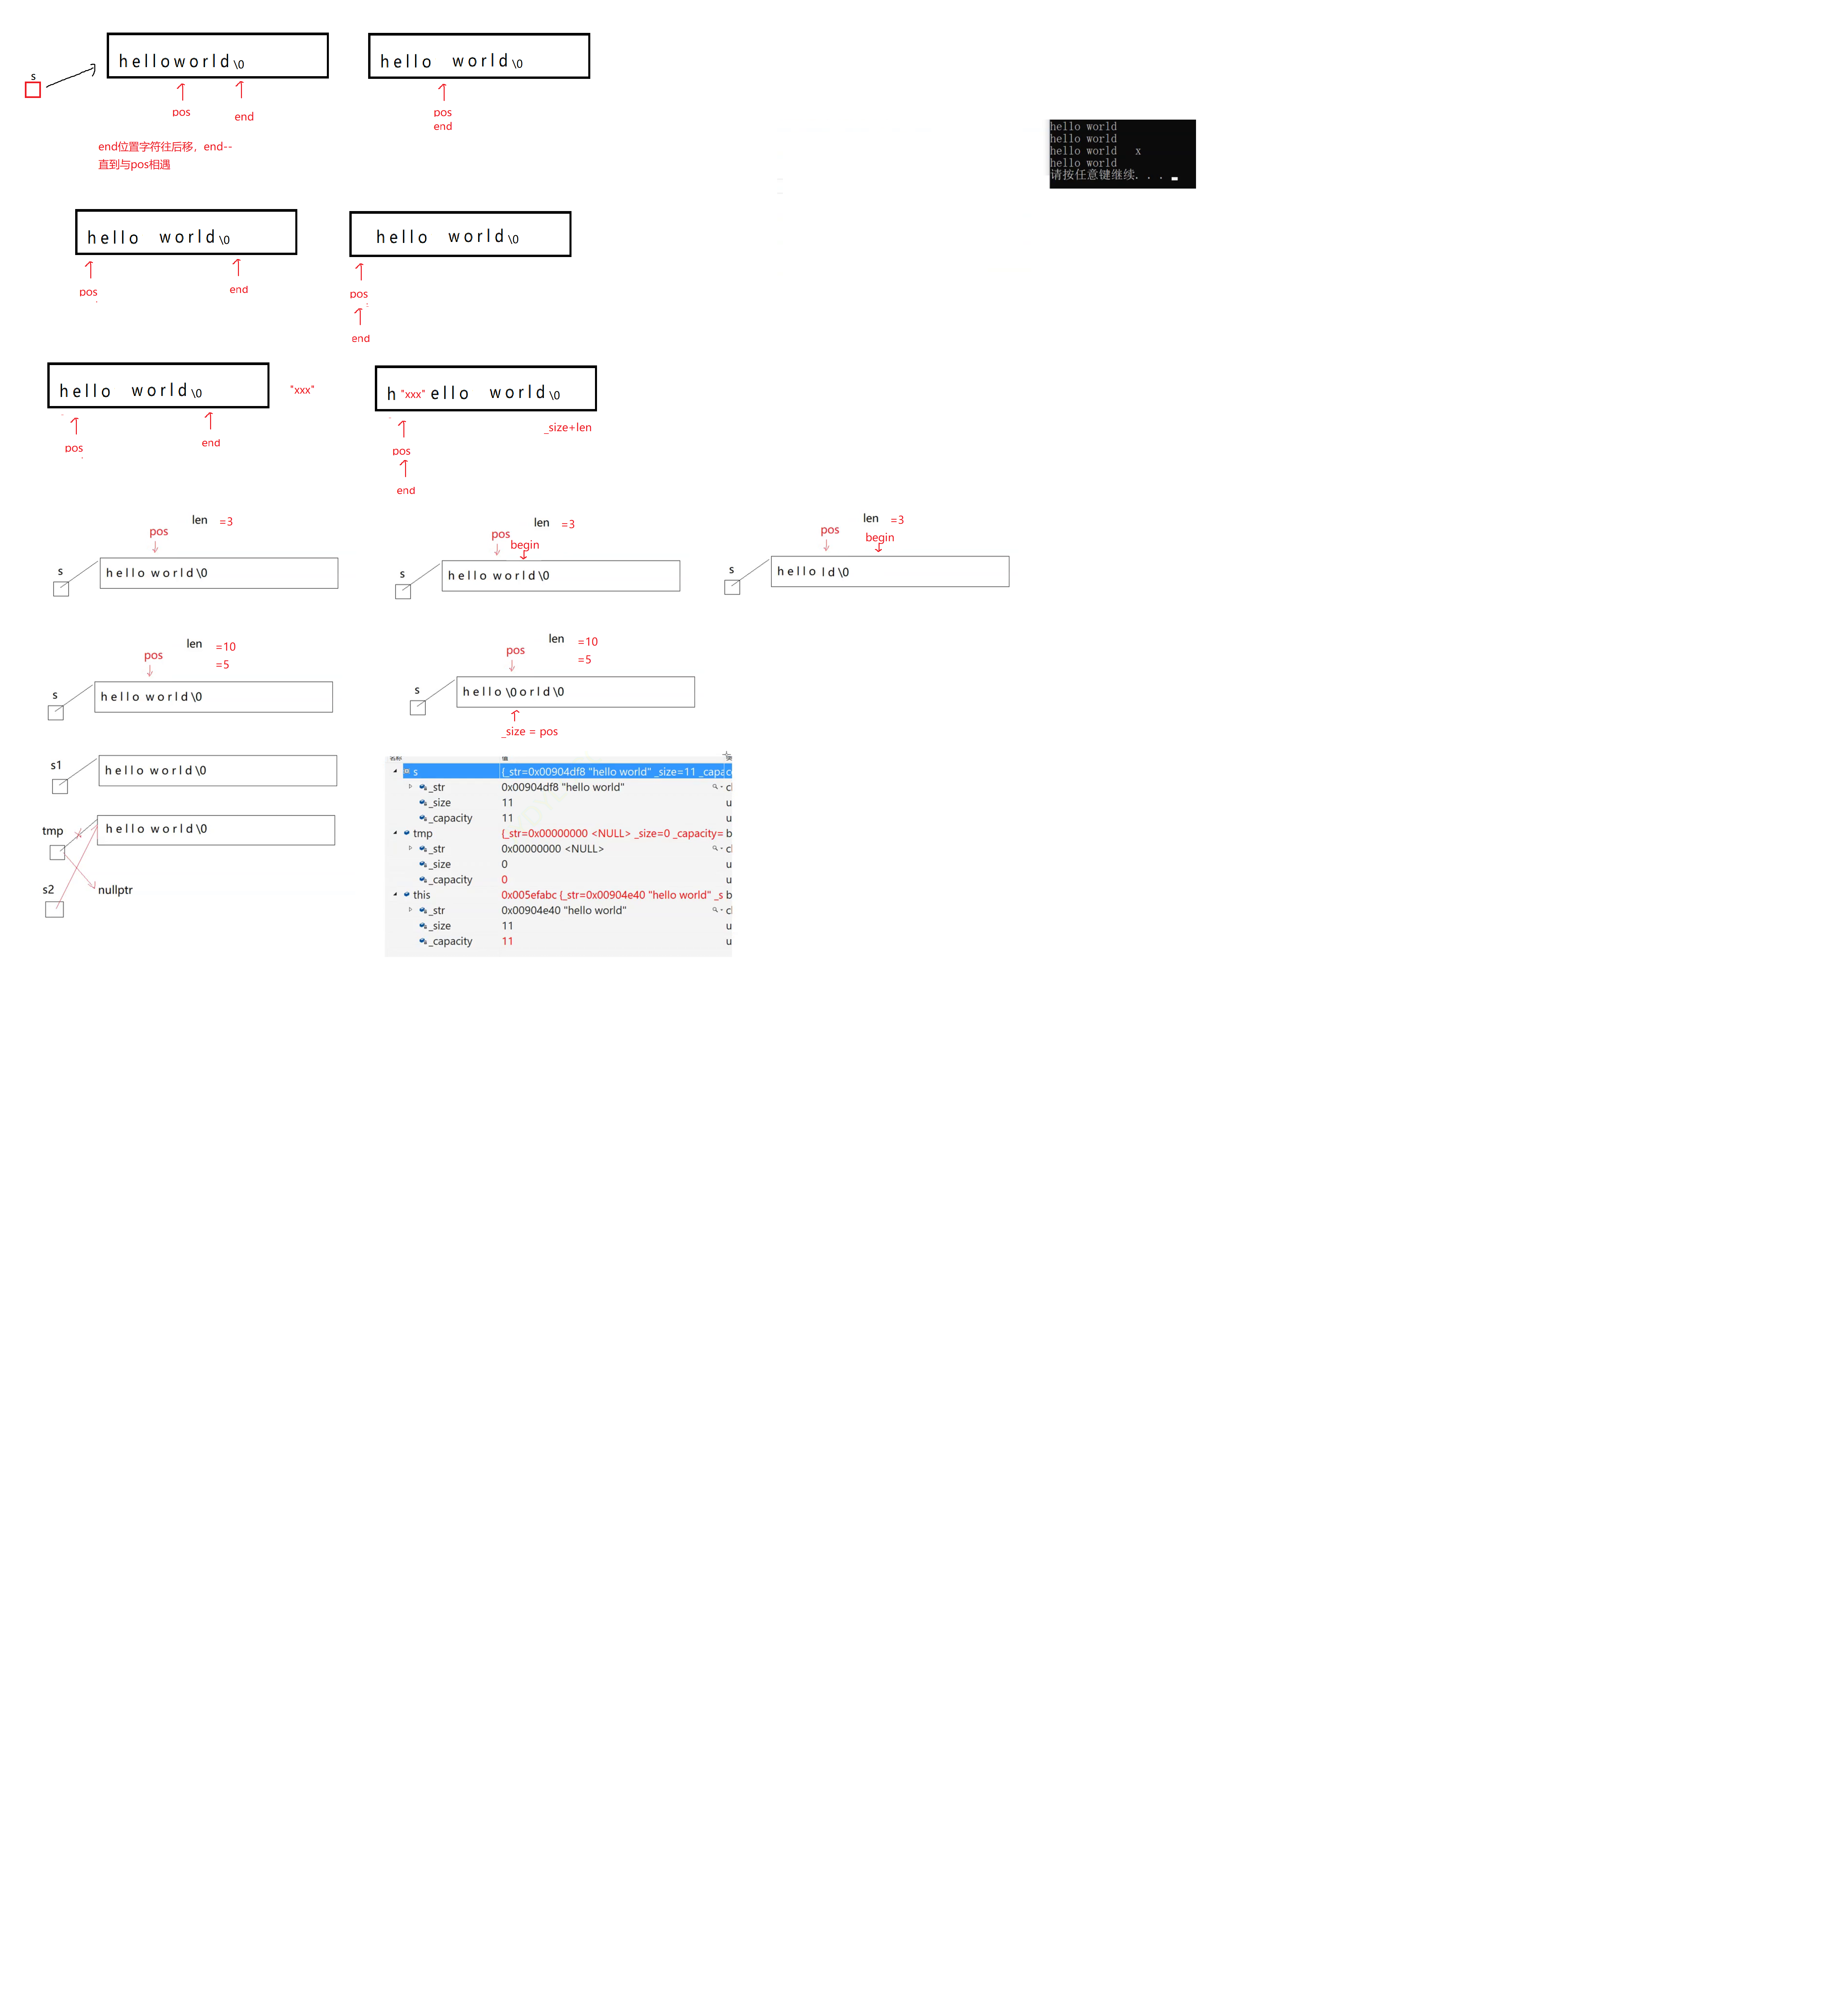 s
helloworld\0
pos
end
end位置字符往后移，end--
直到与pos相遇
hello world\0
pos
end
hello world
hello world
hello world x
hello world
请按任意键继续. . .
hello world\0
pos
end
hello world\0
pos
end
hello world\0
"xxx"
pos
end
h "xxx" ello world\0
_size+len
pos
end
len =3
pos
s
hello world\0
len =3
pos
begin
s
hello world\0
len =3
pos
begin
s
hello ld\0
len =10
=5
pos
s
hello world\0
len =10
=5
pos
s
hello \0orld\0
_size = pos
s1
hello world\0
tmp
hello world\0
s2
nullptr
名称 值
s {_str=0x00904df8 "hello world" _size=11 _capac
_str 0x00904df8 "hello world"
_size 11 u
_capacity 11 u
tmp {_str=0x00000000 <NULL> _size=0 _capacity= b
_str 0x00000000 <NULL>
_size 0 u
_capacity 0 u
this 0x005efabc {_str=0x00904e40 "hello world" _s b
_str 0x00904e40 "hello world"
_size 11 u
_capacity 11 u